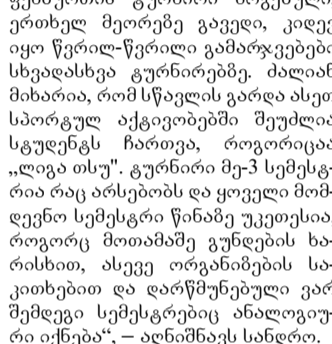 ერთხელ მეორეზე გავედი, კიდევ
იყო წვრილ-წვრილი გამარჯვებები
სხვადასხვა ტურნირებზე. ძალიან
მიხარია, რომ სწავლის გარდა ასეთ
სპორტულ აქტივობებში შეუძლია
სტუდენტს ჩართვა, როგორიცაა
„ლიგა თსუ". ტურნირი მე-3 სემესტ-
რია რაც არსებობს და ყოველი მომ-
დევნო სემესტრი წინაზე უკეთესია
როგორც მოთამაშე გუნდების ხა-
რისხით, ასევე ორგანიზების სა-
კითხებით და დარწმუნებული ვარ
შემდეგი სემესტრებიც ანალოგიუ-
რი იქნება“, – აღნიშნავს სანდრო.